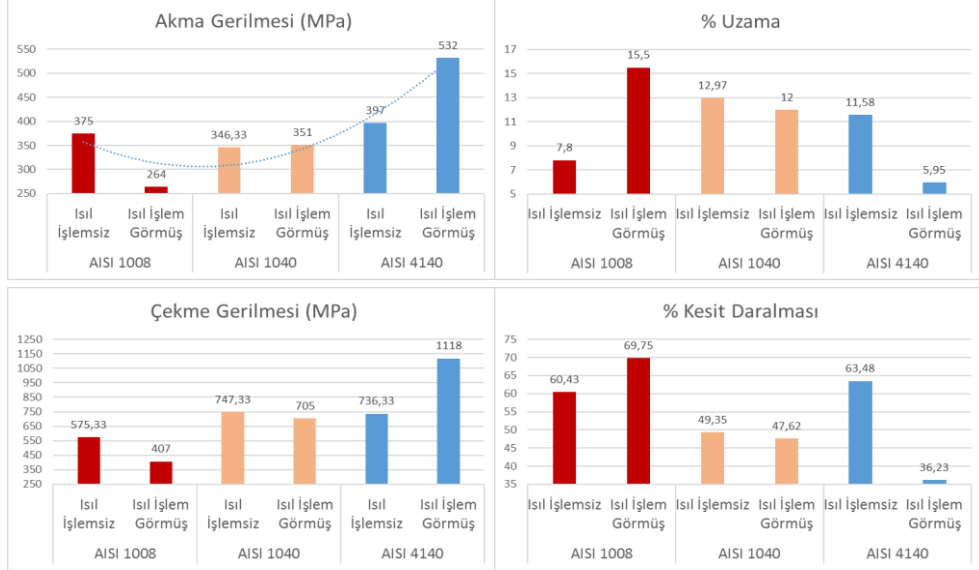 Akma Gerilmesi (MPa)
550
500
450
400
350
300
250
375
264
346,33
351
397
532
Isıl İşlemsiz
Isıl İşlem Görmüş
Isıl İşlemsiz
Isıl İşlem Görmüş
Isıl İşlemsiz
Isıl İşlem Görmüş
AISI 1008
AISI 1040
AISI 4140
% Uzama
17
15
13
11
9
7
5
7,8
15,5
12,97
12
11,58
5,95
Isıl İşlemsiz
Isıl İşlem Görmüş
Isıl İşlemsiz
Isıl İşlem Görmüş
Isıl İşlemsiz
Isıl İşlem Görmüş
AISI 1008
AISI 1040
AISI 4140
Çekme Gerilmesi (MPa)
1250
1150
1050
950
850
750
650
550
450
350
250
575,33
407
747,33
705
736,33
1118
Isıl İşlemsiz
Isıl İşlem Görmüş
Isıl İşlemsiz
Isıl İşlem Görmüş
Isıl İşlemsiz
Isıl İşlem Görmüş
AISI 1008
AISI 1040
AISI 4140
% Kesit Daralması
75
70
65
60
55
50
45
40
35
60,43
69,75
49,35
47,62
63,48
36,23
Isıl İşlemsiz
Isıl İşlem Görmüş
Isıl İşlemsiz
Isıl İşlem Görmüş
Isıl İşlemsiz
Isıl İşlem Görmüş
AISI 1008
AISI 1040
AISI 4140